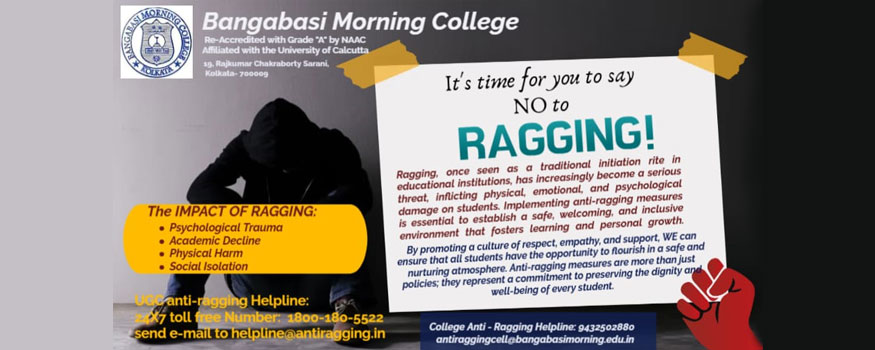 BANGABASI MORNING COLLEGE
KOLKATA
Bangabasi Morning College
Re-Accredited with Grade "A" by NAAC
Affiliated with the University of Calcutta
19, Rajkumar Chakraborty Sarani,
Kolkata- 700009
It's time for you to say
NO to
RAGGING!
Ragging, once seen as a traditional initiation rite in
educational institutions, has increasingly become a serious
threat, inflicting physical, emotional, and psychological
damage on students. Implementing anti-ragging measures
is essential to establish a safe, welcoming, and inclusive
environment that fosters learning and personal growth.
By promoting a culture of respect, empathy, and support, WE can
ensure that all students have the opportunity to flourish in a safe and
nurturing atmosphere. Anti-ragging measures are more than just
policies; they represent a commitment to preserving the dignity and
well-being of every student.
The IMPACT OF RAGGING:
• Psychological Trauma
• Academic Decline
• Physical Harm
• Social Isolation
UGC anti-ragging Helpline:
24X7 toll free Number: 1800-180-5522
send e-mail to helpline@antiragging.in
College Anti - Ragging Helpline: 9432502880
antiraggingcell@bangabasimorning.edu.in